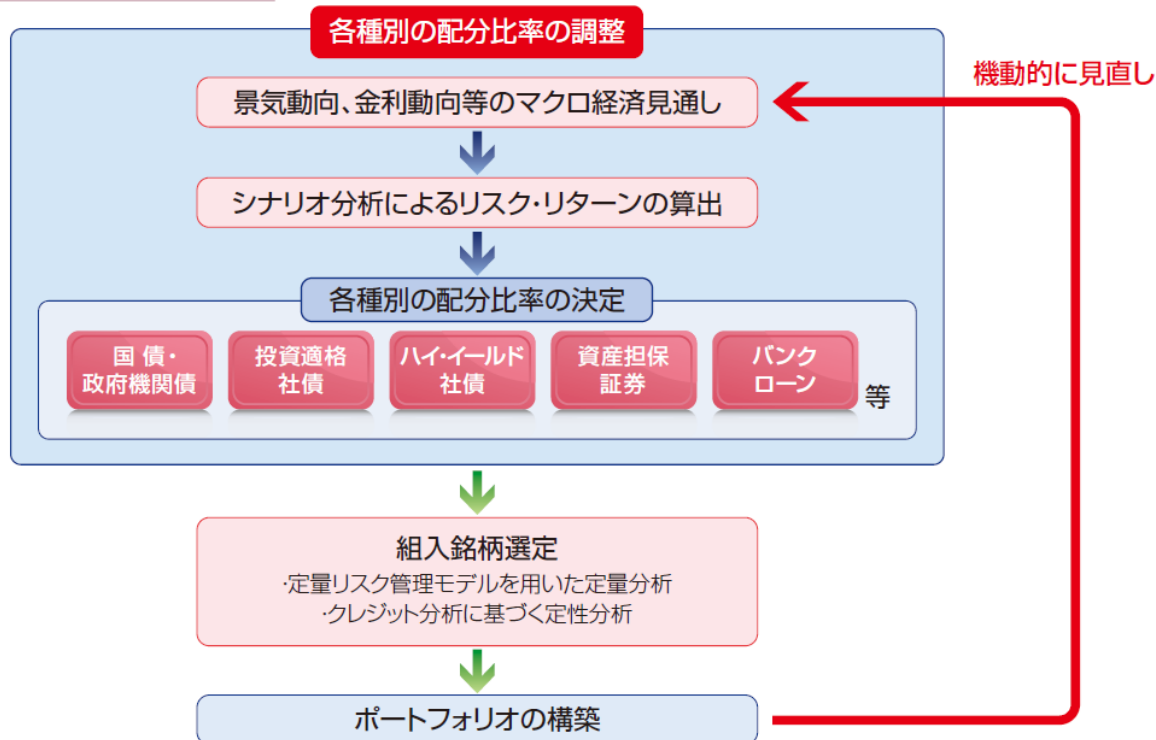 各種別の配分比率の調整
機動的に見直し
景気動向、金利動向等のマクロ経済見通し
シナリオ分析によるリスク・リターンの算出
各種別の配分比率の決定
国 債・
政府機関債
投資適格
社債
ハイ・イールド
社債
資産担保
証券
バンク
ローン
等
組入銘柄選定
・定量リスク管理モデルを用いた定量分析
・クレジット分析に基づく定性分析
ポートフォリオの構築